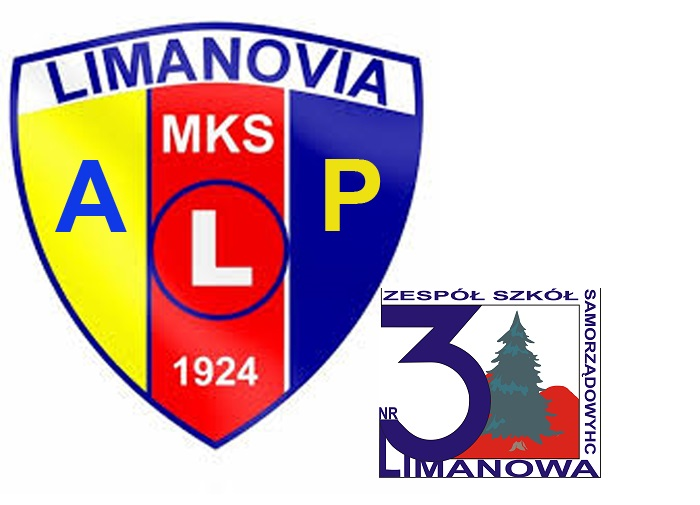 LIMANOVIA
MKS
A L P
1924
ZESPÓŁ SZKÓŁ
SAMORZĄDOWYHC
3
NR
LIMANOWA